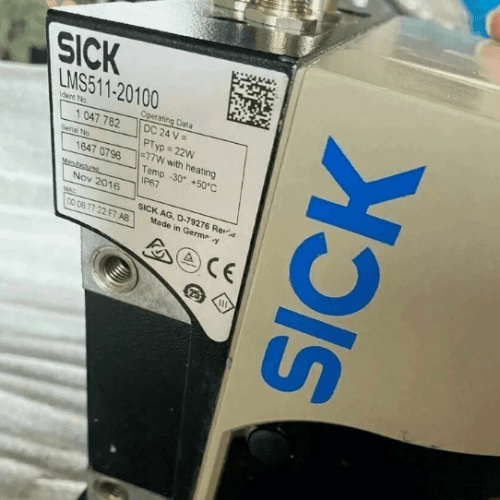 SICK
LMS511-20100
Ident No
1 047 782
Serial No
1647 0796
Manufactured
Nov 2016
MAC
00:06:77:22:F7:AB
Operating Data
DC 24 V =
PTyp = 22W
=77W with heating
Temp. -30°..+50°C
IP67
SICK AG, D-79276
Made in Germany
CE
25
SICK